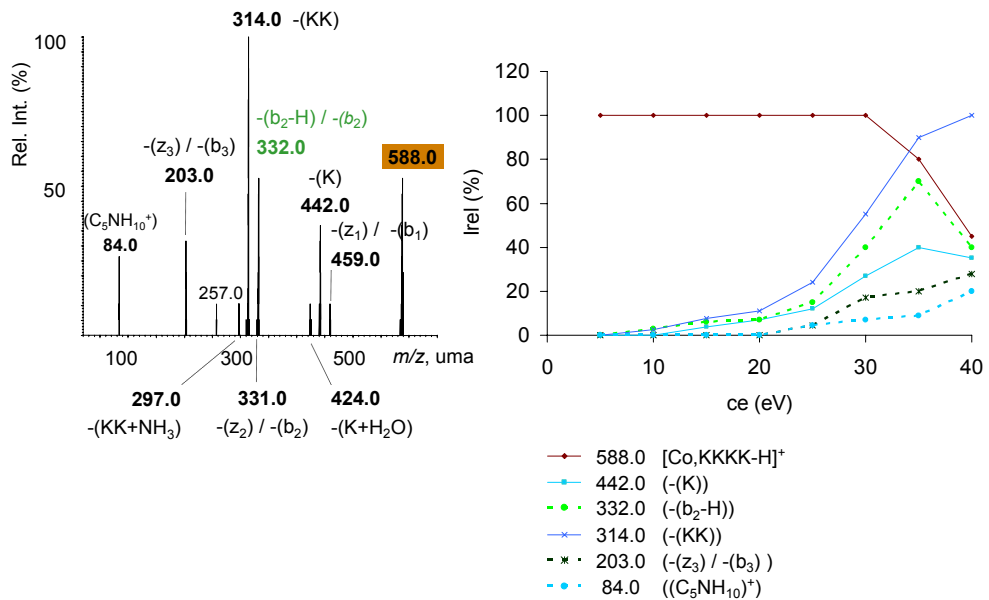 314.0 -(KK)
100
Rel. Int. (%)
-(b₂-H) / -(b₂)
332.0
-(z₃) / -(b₃)
203.0
588.0
-(K)
442.0
50
(C₅NH₁₀⁺)
84.0
-(z₁) / -(b₁)
459.0
257.0
100
300
500
m/z, uma
297.0
331.0
424.0
-(KK+NH₃)
-(z₂) / -(b₂)
-(K+H₂O)
120
100
80
60
40
20
0
Irel (%)
0
10
20
30
40
ce (eV)
588.0 [Co,KKKK-H]⁺
442.0 (-(K))
332.0 (-(b₂-H))
314.0 (-(KK))
203.0 (-(z₃) / -(b₃) )
84.0 ((C₅NH₁₀)⁺)